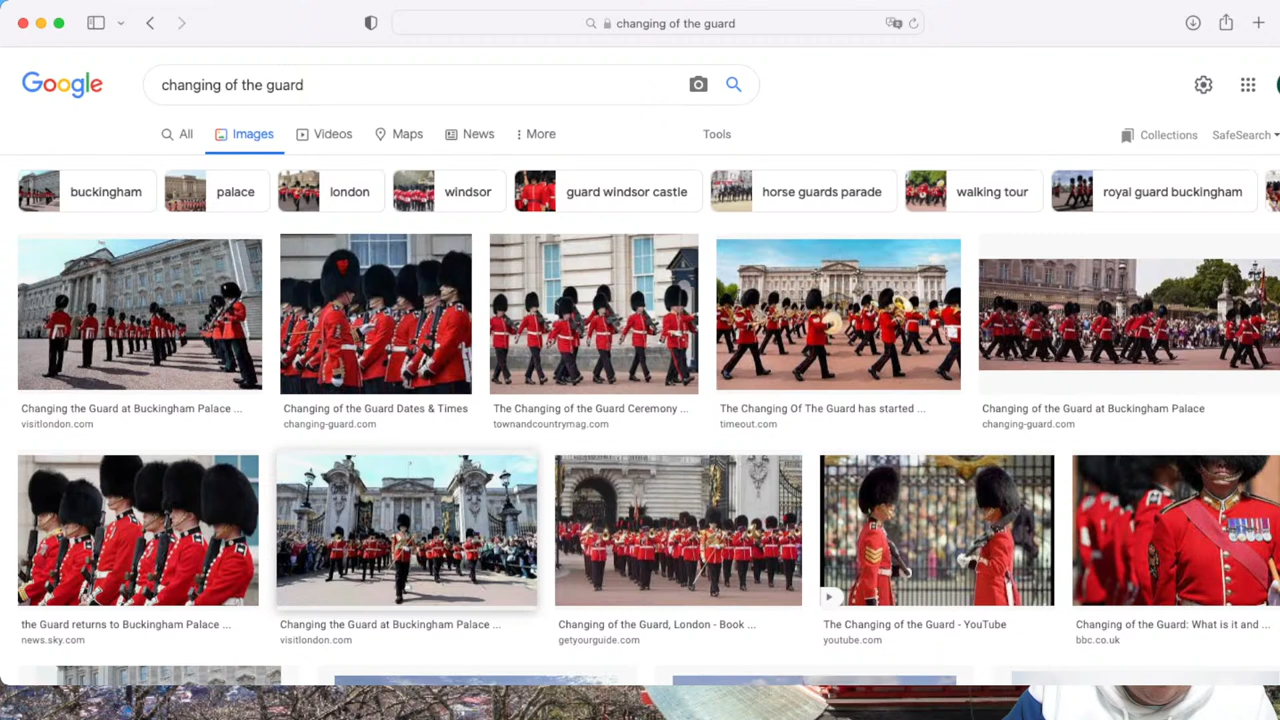 changing of the guard
Google
changing of the guard
All Images Videos Maps News More Tools Collections SafeSearch
buckingham palace london windsor guard windsor castle horse guards parade walking tour royal guard buckingham
Changing the Guard at Buckingham Palace ... Changing of the Guard Dates & Times The Changing of the Guard Ceremony ... The Changing Of The Guard has started ... Changing of the Guard at Buckingham Palace
visitlondon.com changing-guard.com townandcountrymag.com timeout.com changing-guard.com
the Guard returns to Buckingham Palace ... Changing the Guard at Buckingham Palace ... Changing of the Guard, London - Book ... The Changing of the Guard - YouTube Changing of the Guard: What is it and ...
news.sky.com visitlondon.com getyourguide.com youtube.com bbc.co.uk